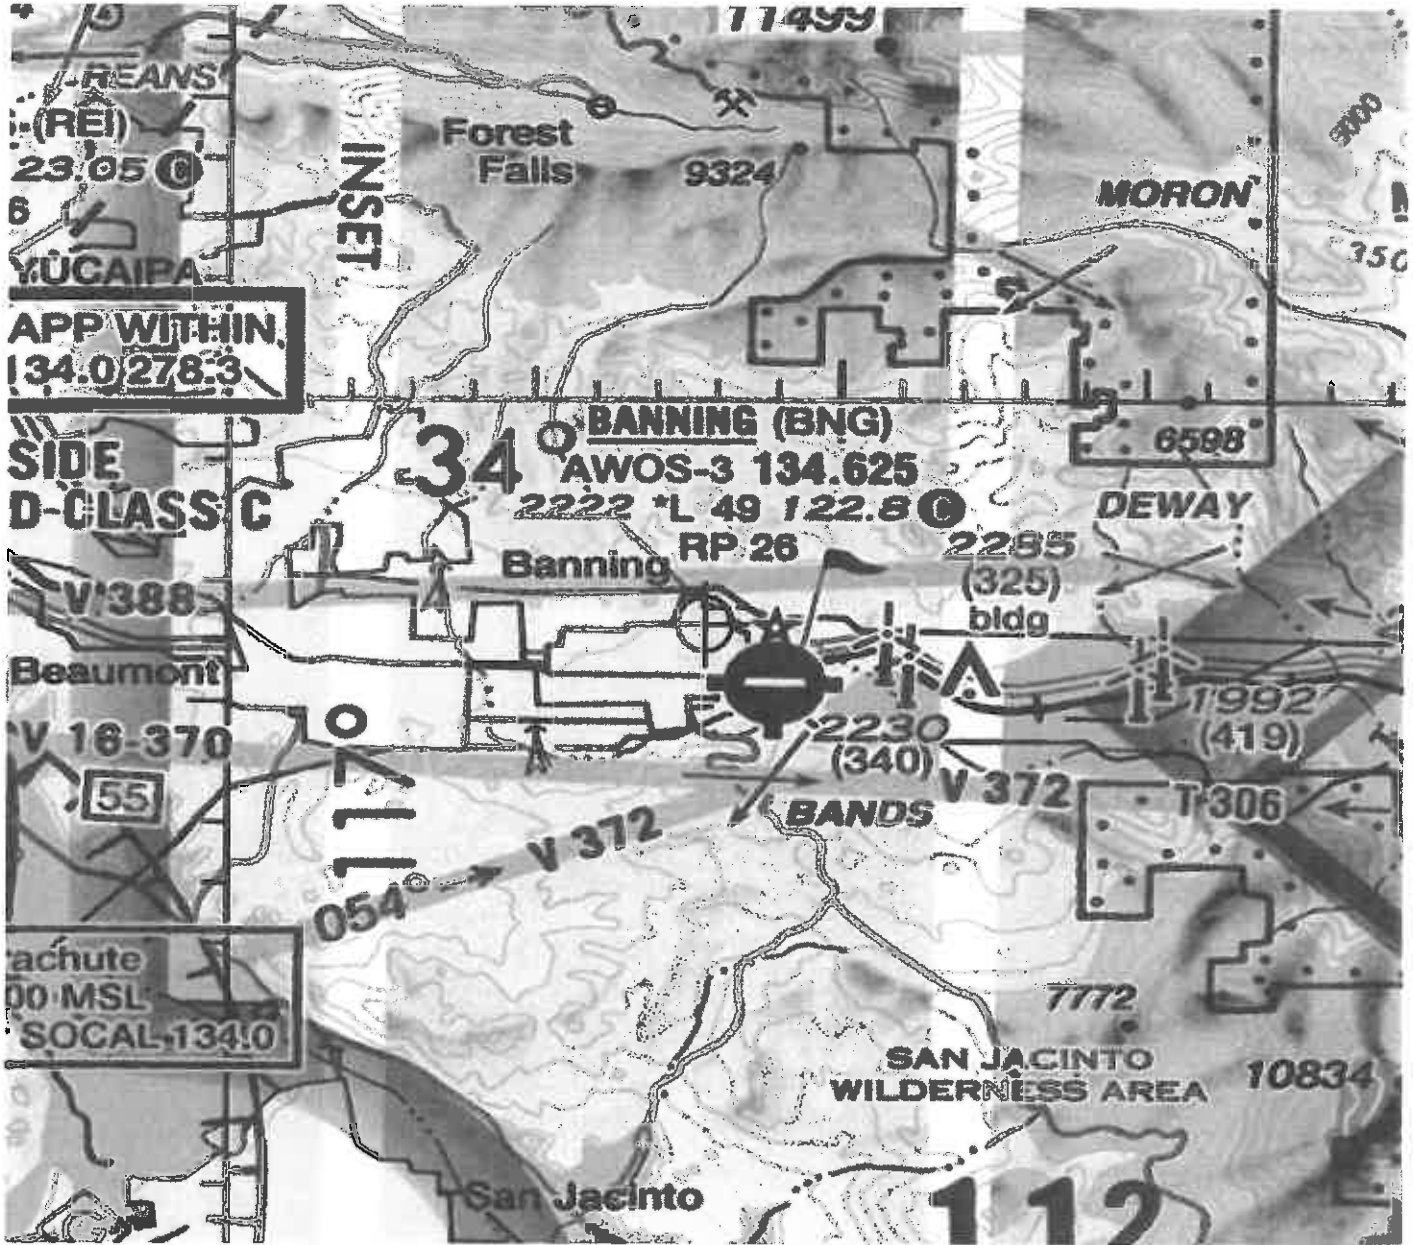 11499
REANS
(REI)
23.05 C
6
YUCAIPA
APP WITHIN
134.0 278.3
INSET
Forest
Falls
9324
MORON
9000
350
SIDE
D-CLASS C
34
BANNING (BNG)
AWOS-3 134.625
2222 *L 49 122.8 C
RP 26
6598
DEWAY
Banning
2285
(325)
bldg
V 388
Beaumont
V 16-370
55
1992
(419)
2230
(340)
V 372
T-306
BANDS
V 372
054
achute
00 MSL
SOCAL 134.0
7772
SAN JACINTO
WILDERNESS AREA
10834
San Jacinto
112